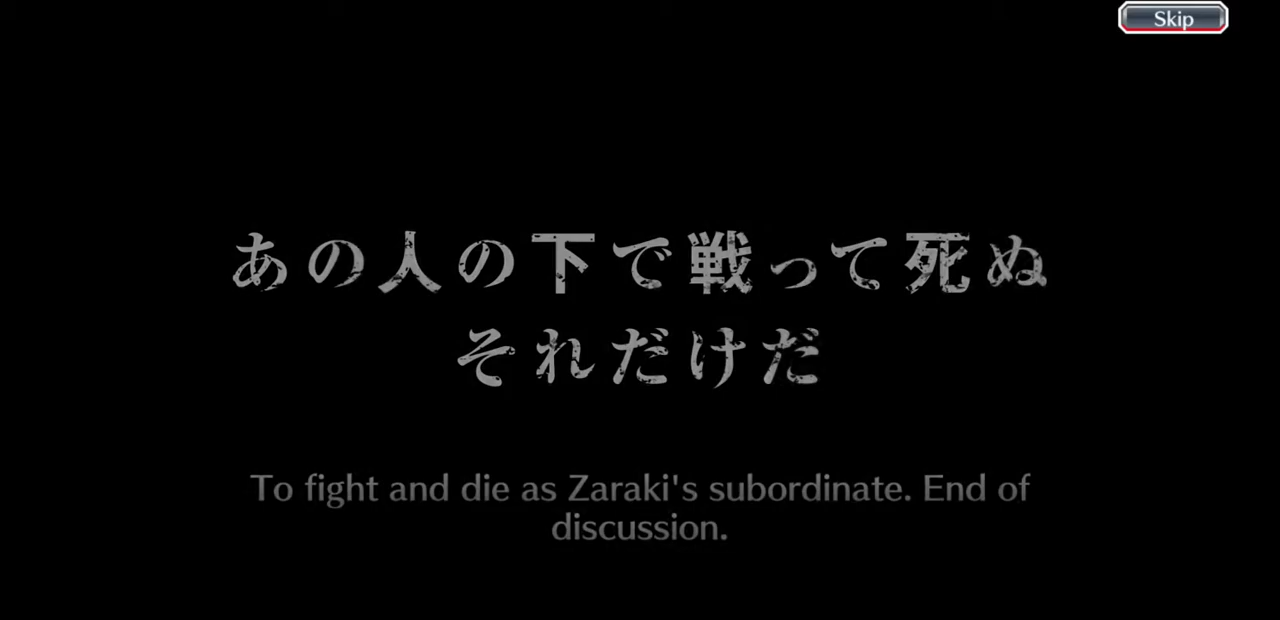 Skip
あの人の下で戦って死ぬ
それだけだ
To fight and die as Zaraki's subordinate. End of
discussion.